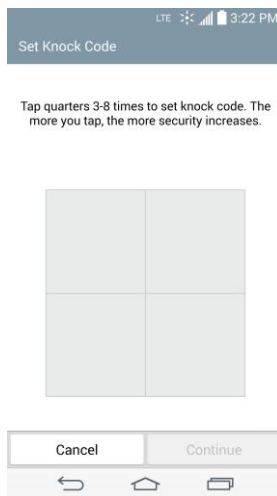 LTE 3:22 PM
Set Knock Code
Tap quarters 3-8 times to set knock code. The
more you tap, the more security increases.
Cancel Continue